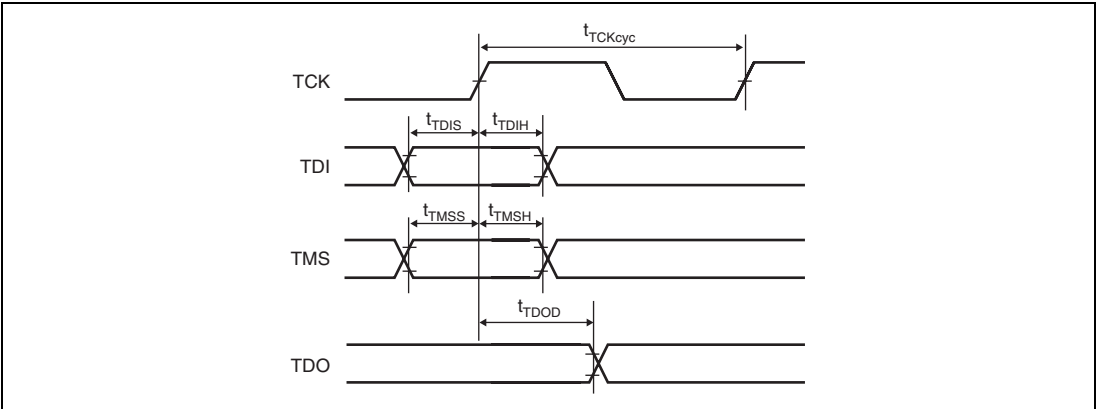 tTCKcyc
TCK
tTDIS tTDIH
TDI
tTMSS tTMSH
TMS
tTDOD
TDO